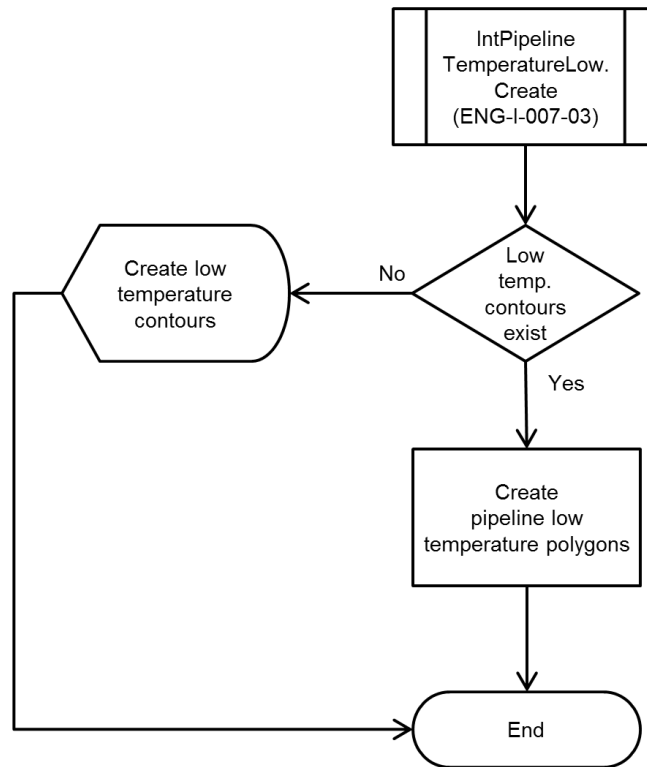 IntPipeline
TemperatureLow.
Create
(ENG-I-007-03)
Low
temp.
contours
exist
No
Create low
temperature
contours
Yes
Create
pipeline low
temperature polygons
End